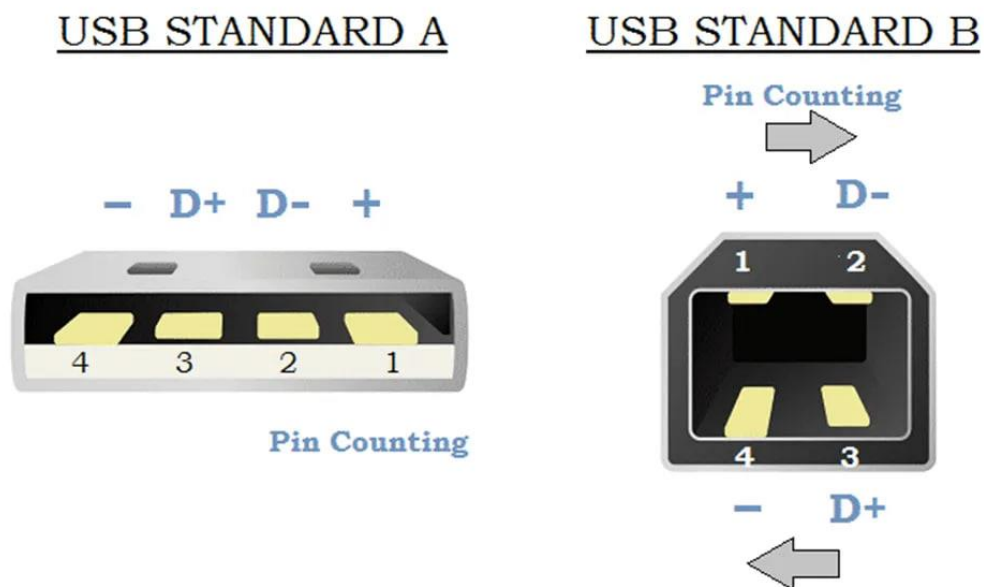 USB STANDARD A
− D+ D- +
4 3 2 1
Pin Counting
USB STANDARD B
Pin Counting
+ D-
1 2
4 3
− D+